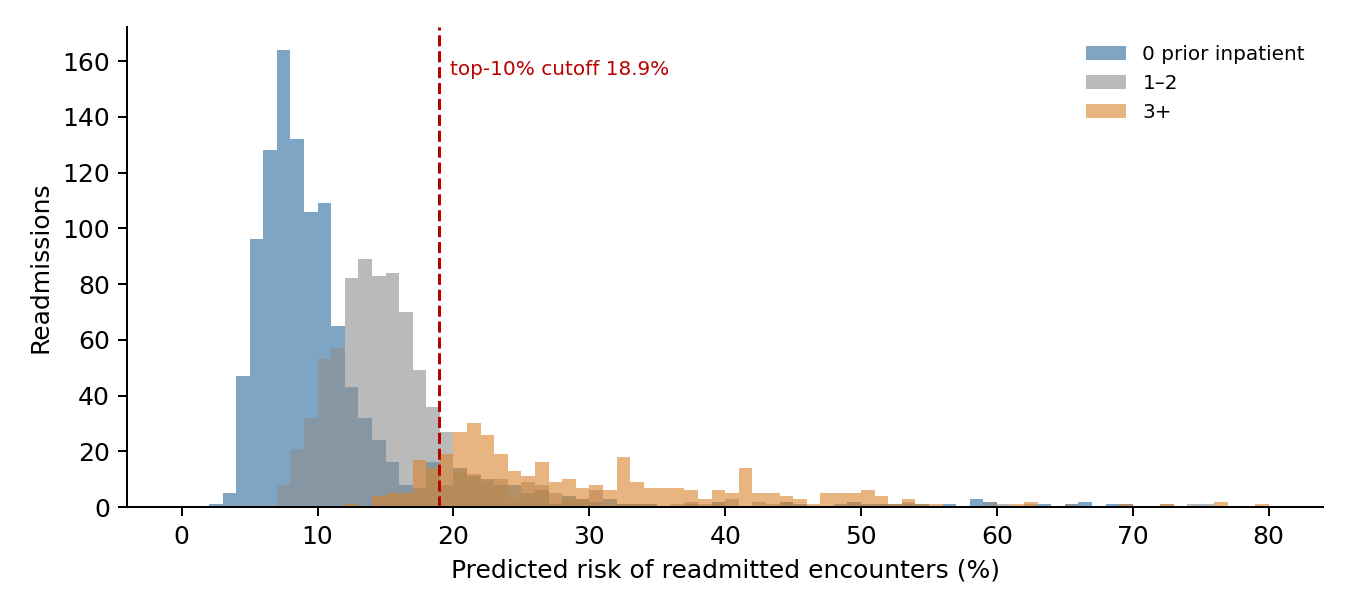 160
140
120
100
80
60
40
20
0
Readmissions
top-10% cutoff 18.9%
0 prior inpatient
1–2
3+
0 10 20 30 40 50 60 70 80
Predicted risk of readmitted encounters (%)